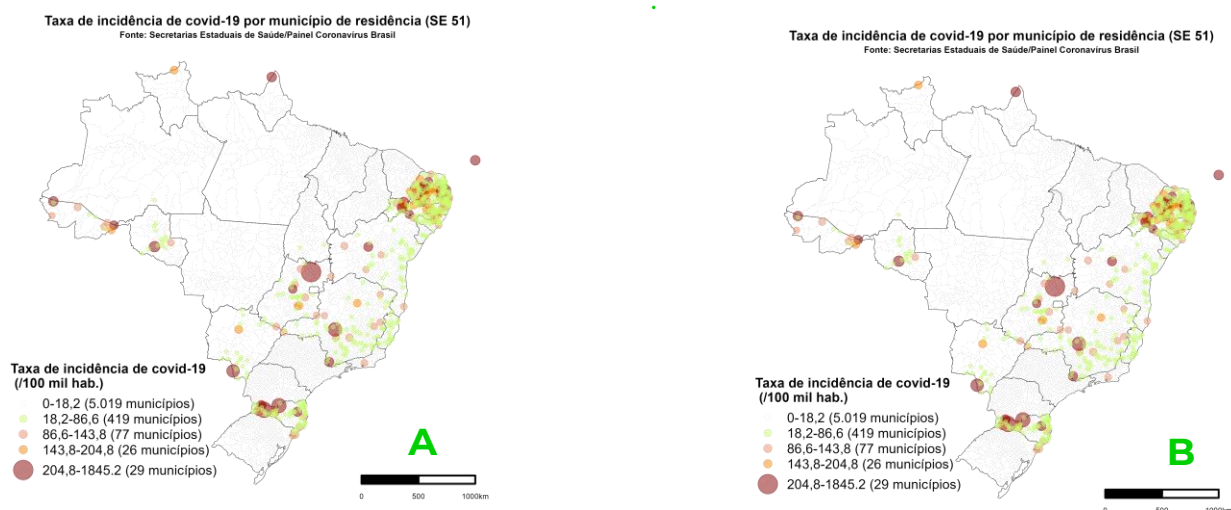 Taxa de incidência de covid-19 por município de residência (SE 51)
Fonte: Secretarias Estaduais de Saúde/Painel Coronavírus Brasil
Taxa de incidência de covid-19
(/100 mil hab.)
0-18,2 (5.019 municípios)
18,2-86,6 (419 municípios)
86,6-143,8 (77 municípios)
143,8-204,8 (26 municípios)
204,8-1845.2 (29 municípios)
A
0 500 1000km
Taxa de incidência de covid-19 por município de residência (SE 51)
Fonte: Secretarias Estaduais de Saúde/Painel Coronavírus Brasil
Taxa de incidência de covid-19
(/100 mil hab.)
0-18,2 (5.019 municípios)
18,2-86,6 (419 municípios)
86,6-143,8 (77 municípios)
143,8-204,8 (26 municípios)
204,8-1845.2 (29 municípios)
B
0 500 1000km